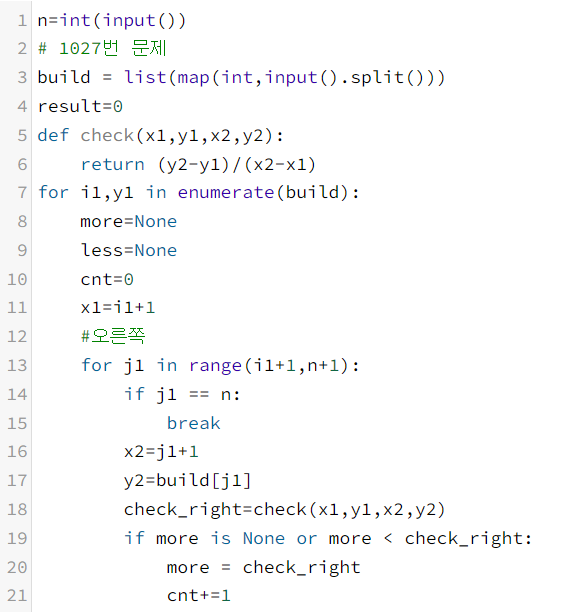 1 n=int(input())
2 # 1027번 문제
3 build = list(map(int,input().split()))
4 result=0
5 def check(x1,y1,x2,y2):
6     return (y2-y1)/(x2-x1)
7 for i1,y1 in enumerate(build):
8     more=None
9     less=None
10     cnt=0
11     x1=i1+1
12     #오른쪽
13     for j1 in range(i1+1,n+1):
14         if j1 == n:
15             break
16         x2=j1+1
17         y2=build[j1]
18         check_right=check(x1,y1,x2,y2)
19         if more is None or more < check_right:
20             more = check_right
21             cnt+=1